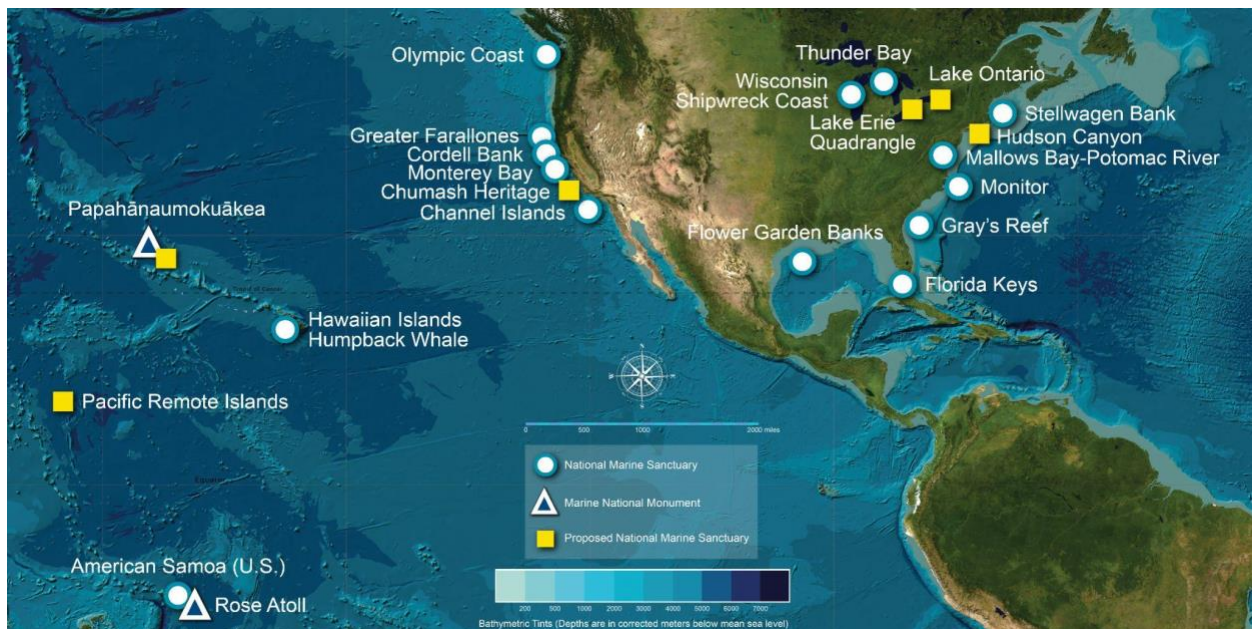 Olympic Coast
Thunder Bay
Wisconsin
Shipwreck Coast
Lake Ontario
Lake Erie
Quadrangle
Stellwagen Bank
Hudson Canyon
Mallows Bay-Potomac River
Monitor
Gray's Reef
Flower Garden Banks
Florida Keys
Greater Farallones
Cordell Bank
Monterey Bay
Chumash Heritage
Channel Islands
Papahānaumokuākea
Tropic of Cancer
Hawaiian Islands
Humpback Whale
Pacific Remote Islands
Equator
American Samoa (U.S.)
Rose Atoll
N
W E
S
0 500 1000 2000 miles
National Marine Sanctuary
Marine National Monument
Proposed National Marine Sanctuary
200 500 1000 2000 3000 4000 5000 6000 7000
Bathymetric Tints (Depths are in corrected meters below mean sea level)